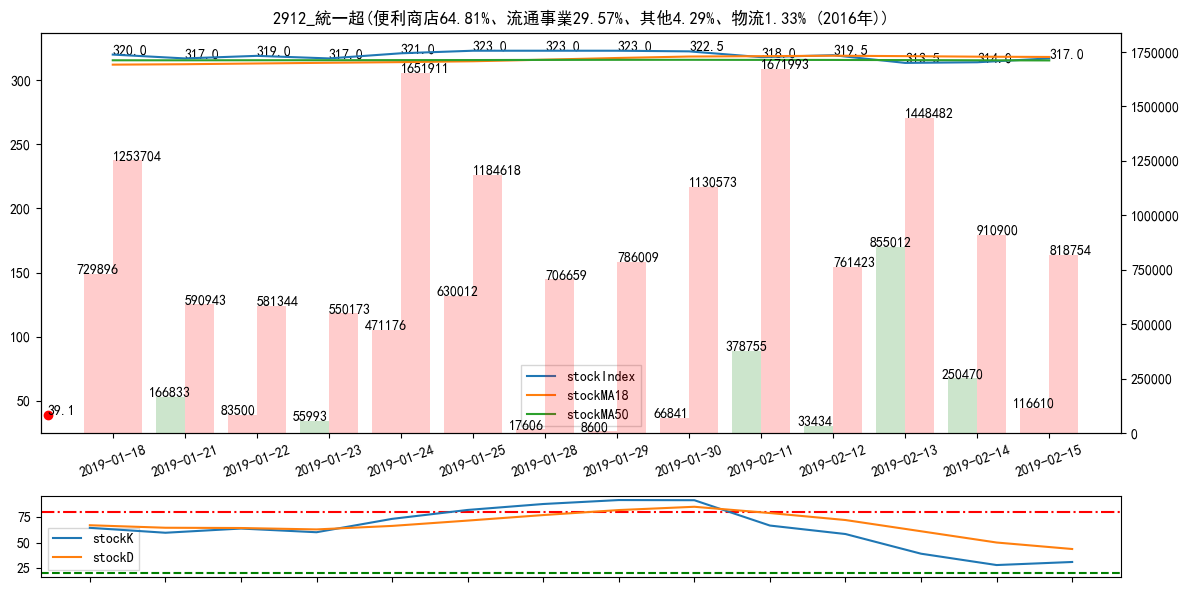 2912_統一超(便利商店64.81%、流通事業29.57%、其他4.29%、物流1.33% (2016年))
320.0 317.0 319.0 317.0 321.0 323.0 323.0 323.0 322.5 318.0 319.5 313.5 314.0 317.0
300 250 200 150 100 50
1750000 1500000 1250000 1000000 750000 500000 250000 0
729896 1253704 166833 590943 83500 581344 55993 550173 471176 1651911 630012 1184618 17606 706659 8600 786009 66841 1130573 378755 1671993 33434 761423 855012 1448482 250470 910900 116610 818754
39.1
stockIndex
stockMA18
stockMA50
2019-01-18 2019-01-21 2019-01-22 2019-01-23 2019-01-24 2019-01-25 2019-01-28 2019-01-29 2019-01-30 2019-02-11 2019-02-12 2019-02-13 2019-02-14 2019-02-15
75 50 25
stockK
stockD